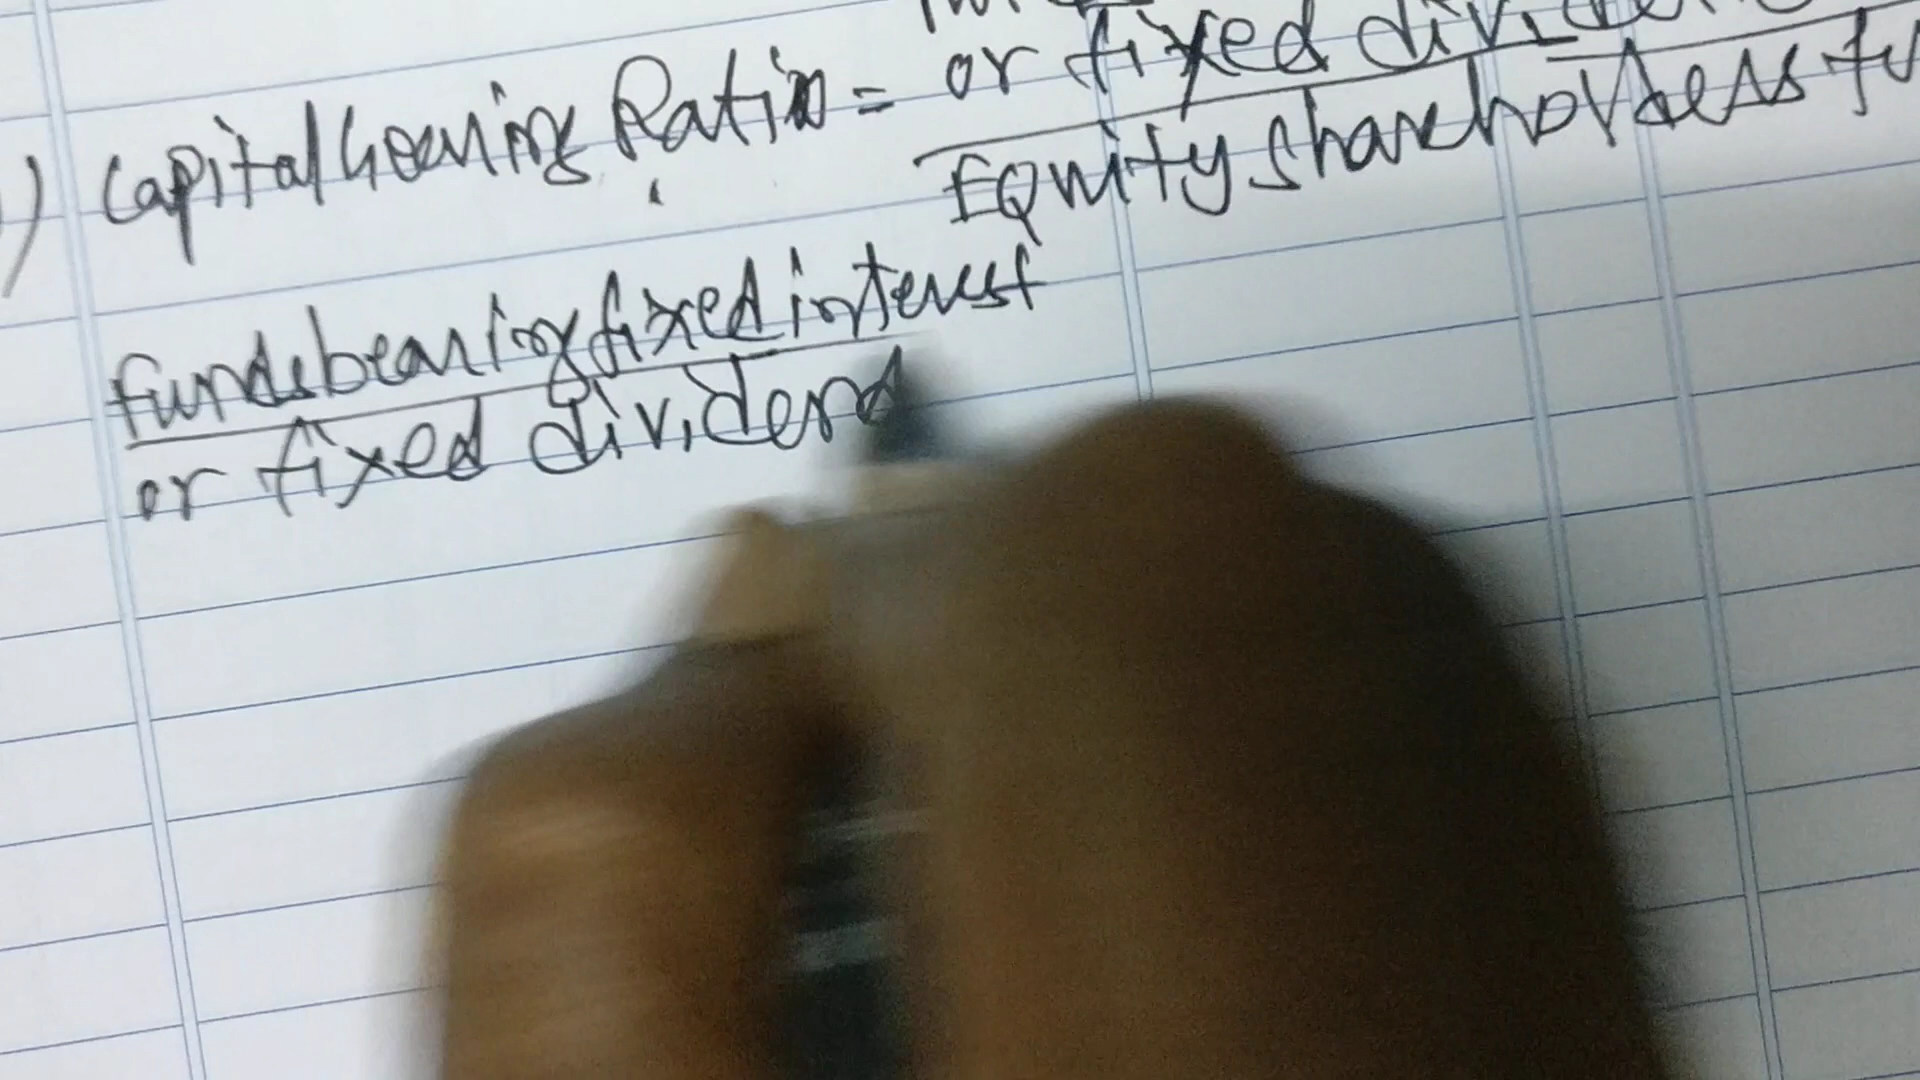 ) Capital Gearing Ratio =
or fixed dividend
Equity shareholders fu
funds bearing fixed interest
or fixed dividend